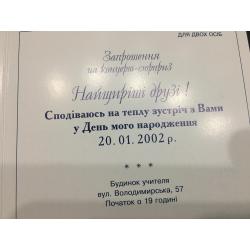 ДЛЯ ДВОХ ОСІБ
Запрошення
на концерт-сюрприз
Найщиріші друзі !
Сподіваюсь на теплу зустріч з Вами
у День мого народження
20. 01. 2002 р.
* * *
Будинок учителя
вул. Володимирська, 57
Початок о 19 годині